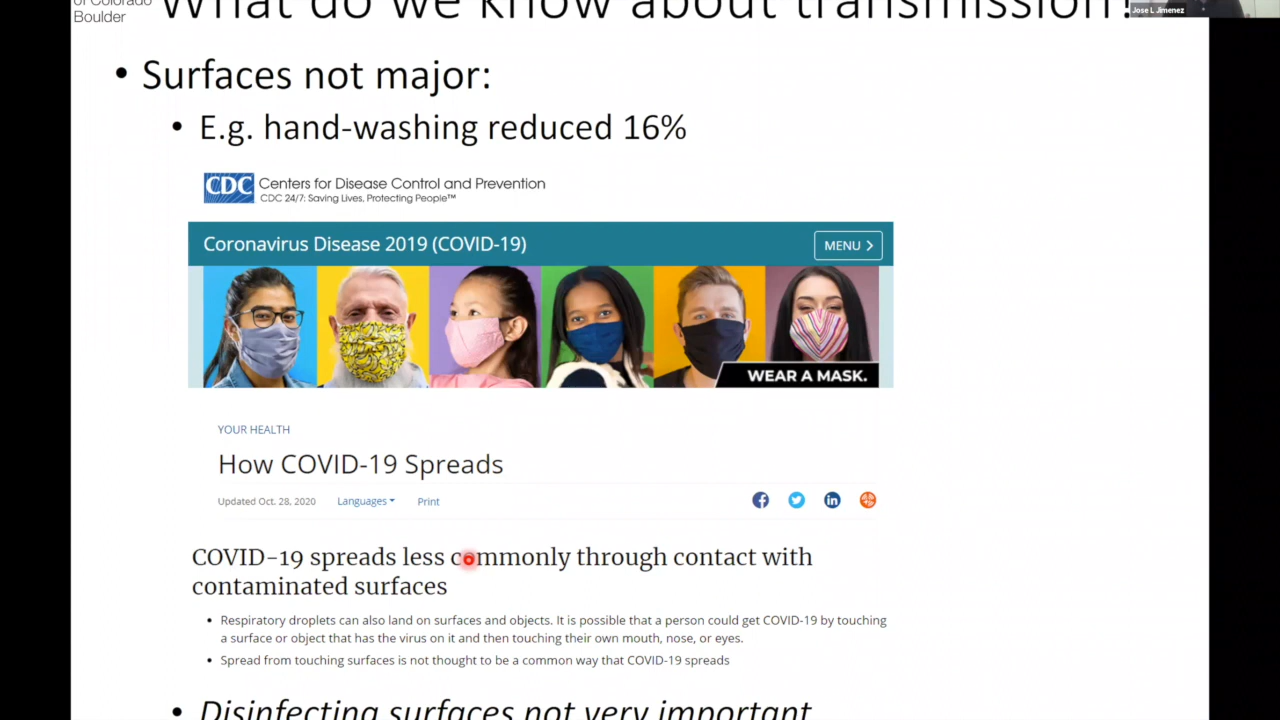 of Colorado
Boulder
What do we know about transmission?
Jose L Jimenez
• Surfaces not major:
• E.g. hand-washing reduced 16%
CDC Centers for Disease Control and Prevention
CDC 24/7: Saving Lives, Protecting People™
Coronavirus Disease 2019 (COVID-19)
MENU >
WEAR A MASK.
YOUR HEALTH
How COVID-19 Spreads
Updated Oct. 28, 2020 Languages Print
COVID-19 spreads less commonly through contact with
contaminated surfaces
• Respiratory droplets can also land on surfaces and objects. It is possible that a person could get COVID-19 by touching
a surface or object that has the virus on it and then touching their own mouth, nose, or eyes.
• Spread from touching surfaces is not thought to be a common way that COVID-19 spreads
• Disinfecting surfaces not very important